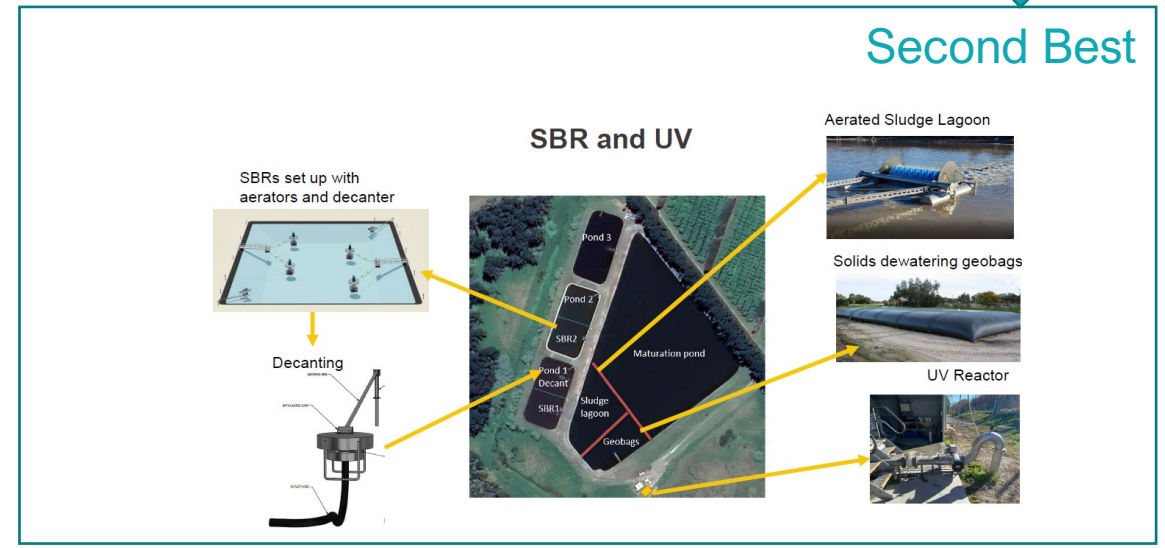 Second Best
SBR and UV
SBRs set up with
aerators and decanter
Decanting
Aerated Sludge Lagoon
Solids dewatering geobags
UV Reactor
Pond 3
Pond 2
SBR2
Pond 1
Decant
SBR1
Maturation pond
Sludge
lagoon
Geobags